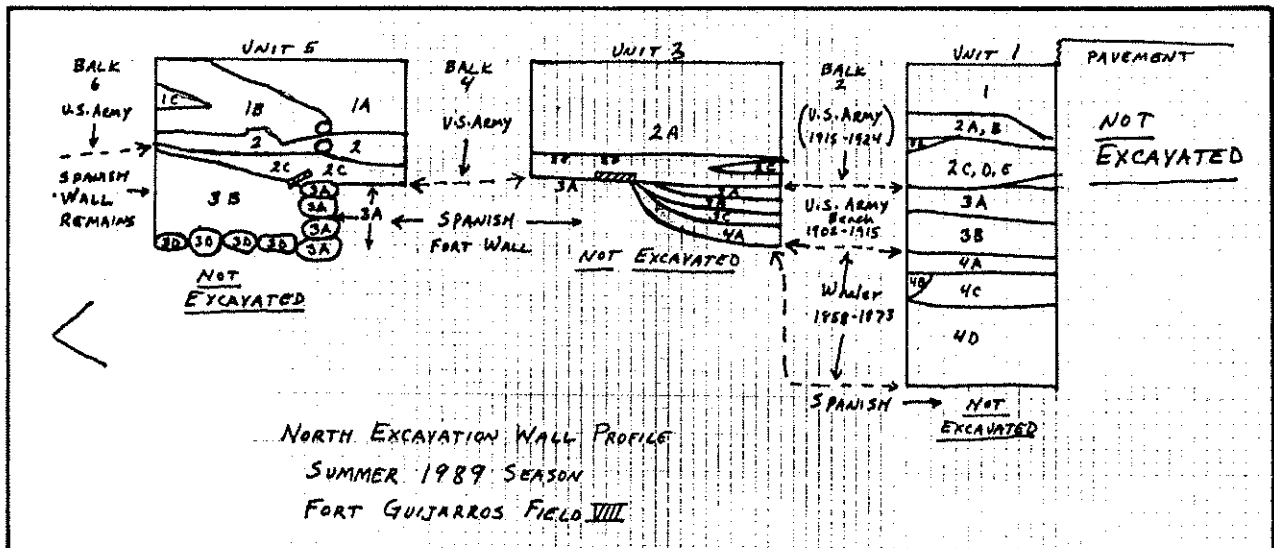 UNIT 5
BALK
6
U.S. ARMY
1C
1B
1A
2
2
2C
2C
SPANISH
WALL
REMAINS
3B
3A
3A
3A
3A
3A
3D
3D
3D
3D
NOT
EXCAVATED
BALK
4
U.S. ARMY
SPANISH
FORT WALL
UNIT 3
2A
3A
3A
3A
3C
4A
NOT EXCAVATED
BALK
2
(U.S. ARMY
1915-1924)
U.S. ARMY
Beach
1902-1915
Whaler
1858-1873
SPANISH
UNIT 1
1
2A, B
2C, D, E
3A
3B
4A
4B
4C
4D
NOT
EXCAVATED
PAVEMENT
NOT
EXCAVATED
NORTH EXCAVATION WALL PROFILE
SUMMER 1989 SEASON
FORT GUIJARROS FIELD VIII